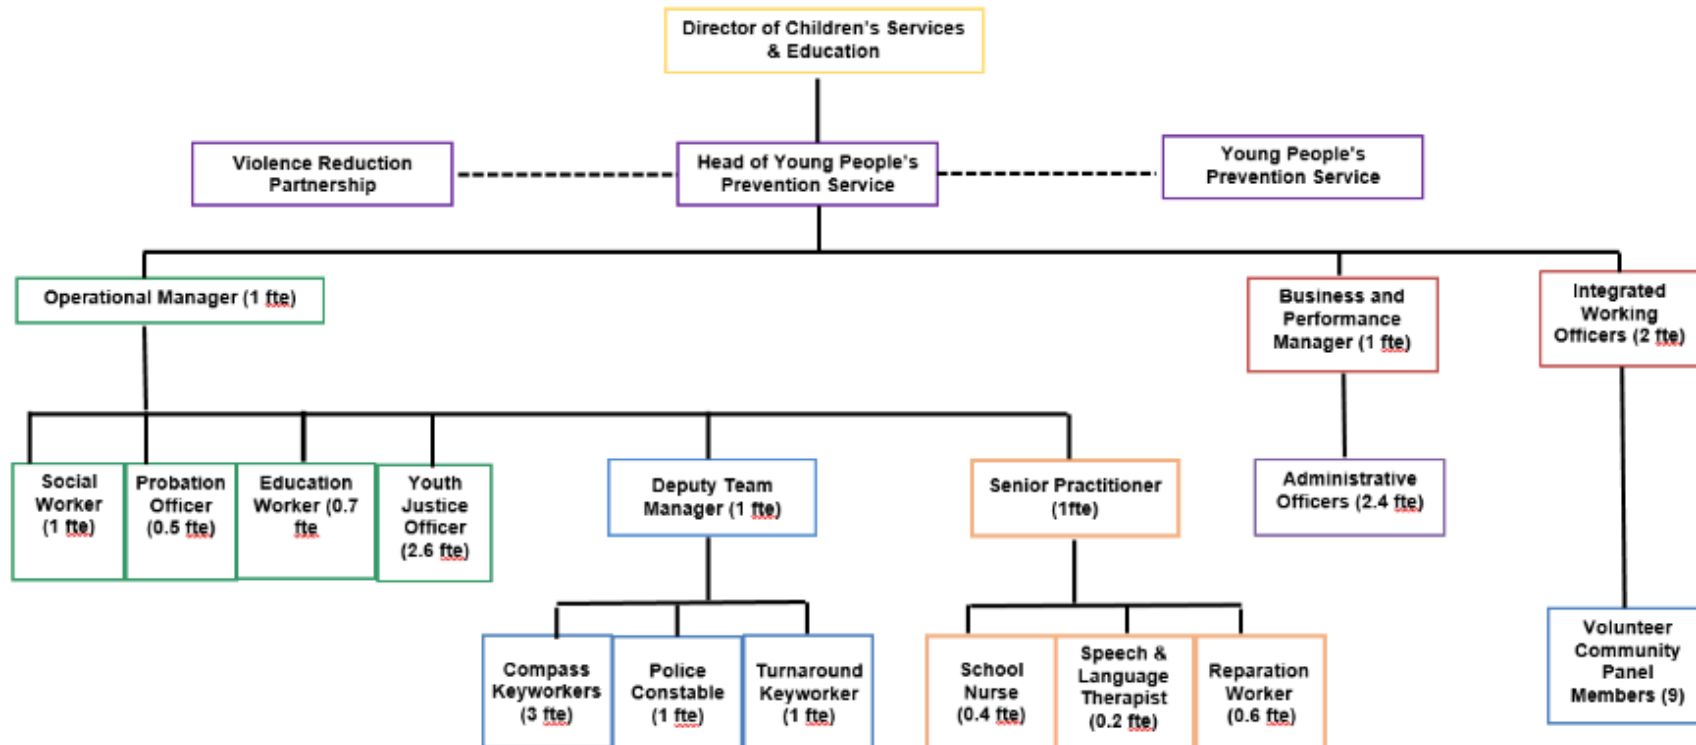 Director of Children's Services
& Education
Violence Reduction
Partnership
Head of Young People's
Prevention Service
Young People's
Prevention Service
Operational Manager (1 fte)
Business and
Performance
Manager (1 fte)
Integrated
Working
Officers (2 fte)
Social
Worker
(1 fte)
Probation
Officer
(0.5 fte)
Education
Worker (0.7
fte
Youth
Justice
Officer
(2.6 fte)
Deputy Team
Manager (1 fte)
Senior Practitioner
(1fte)
Administrative
Officers (2.4 fte)
Compass
Keyworkers
(3 fte)
Police
Constable
(1 fte)
Turnaround
Keyworker
(1 fte)
School
Nurse
(0.4 fte)
Speech &
Language
Therapist
(0.2 fte)
Reparation
Worker
(0.6 fte)
Volunteer
Community
Panel
Members (9)